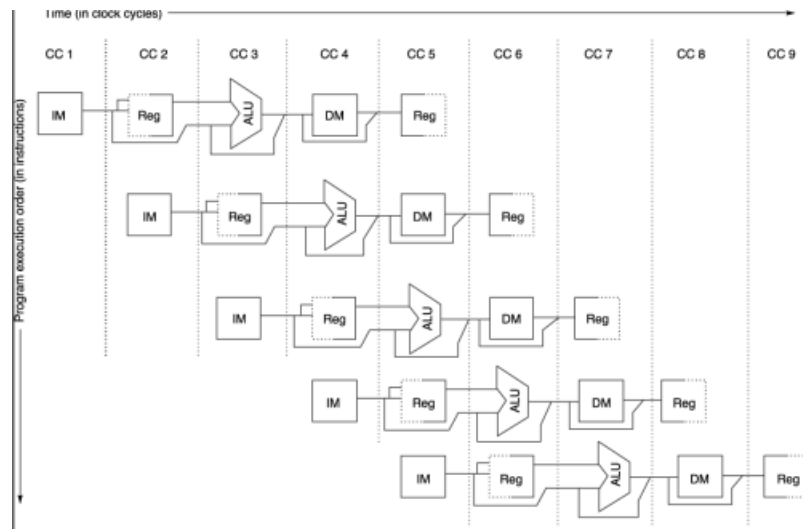 Time (in clock cycles)
CC 1 CC 2 CC 3 CC 4 CC 5 CC 6 CC 7 CC 8 CC 9
Program execution order (in instructions)
IM Reg ALU DM Reg
IM Reg ALU DM Reg
IM Reg ALU DM Reg
IM Reg ALU DM Reg
IM Reg ALU DM Reg